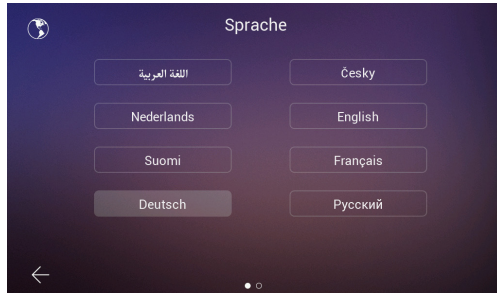 Sprache
اللغة العربية
Česky
Nederlands
English
Suomi
Français
Deutsch
Русский